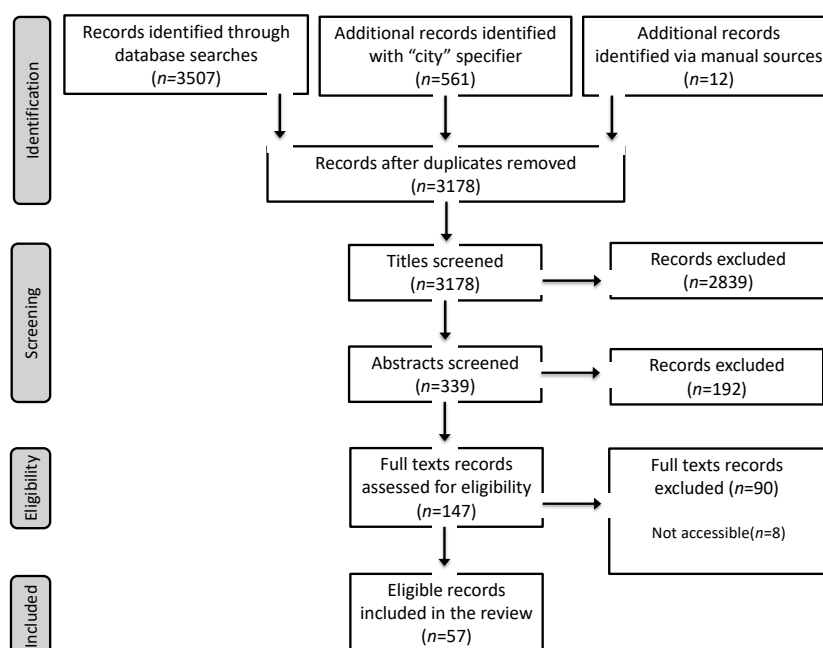 Identification
Records identified through
database searches
(n=3507)
Additional records identified
with “city” specifier
(n=561)
Additional records
identified via manual sources
(n=12)
Records after duplicates removed
(n=3178)
Screening
Titles screened
(n=3178)
Records excluded
(n=2839)
Abstracts screened
(n=339)
Records excluded
(n=192)
Eligibility
Full texts records
assessed for eligibility
(n=147)
Full texts records
excluded (n=90)
Not accessible(n=8)
Included
Eligible records
included in the review
(n=57)